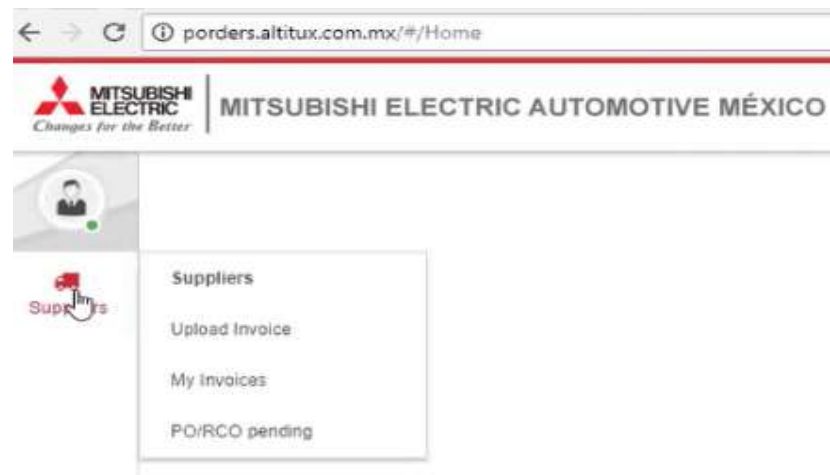 porders.altitux.com.mx/#/Home
MITSUBISHI
ELECTRIC
Changes for the Better
MITSUBISHI ELECTRIC AUTOMOTIVE MÉXICO
Suppliers
Suppliers
Upload Invoice
My Invoices
PO/RCO pending